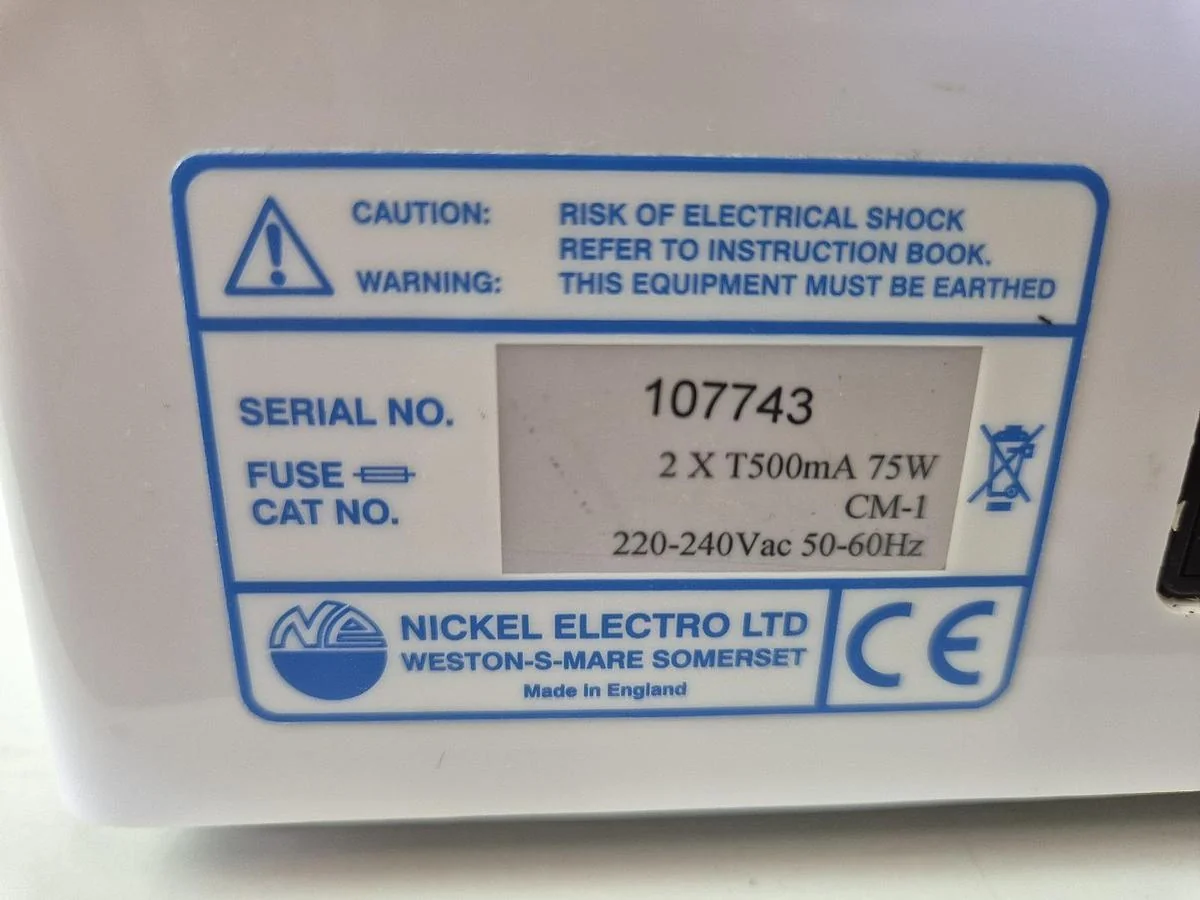 CAUTION: RISK OF ELECTRICAL SHOCK
REFER TO INSTRUCTION BOOK.
WARNING: THIS EQUIPMENT MUST BE EARTHED
SERIAL NO. 107743
FUSE 2 X T500mA 75W
CAT NO. CM-1
220-240Vac 50-60Hz
NE NICKEL ELECTRO LTD
WESTON-S-MARE SOMERSET
Made In England
CE